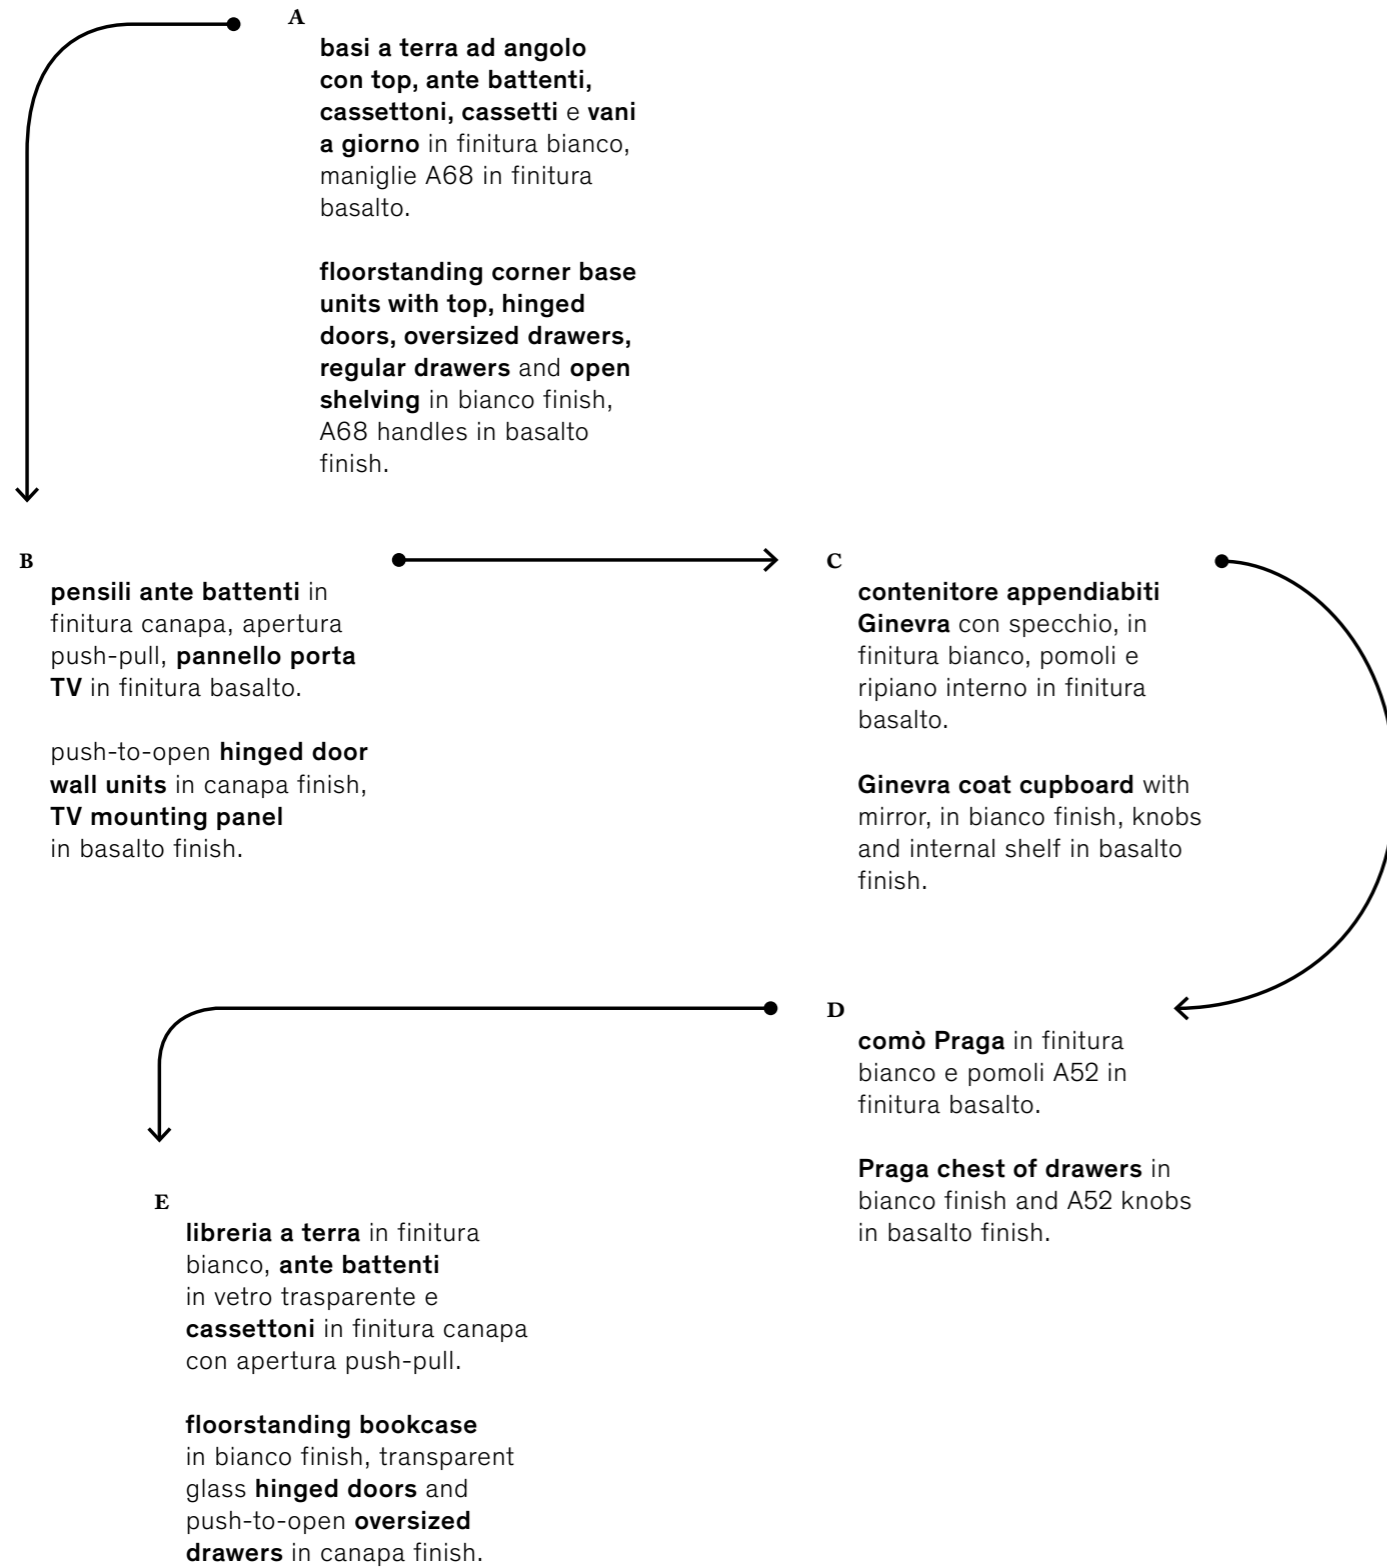 A
basi a terra ad angolo
con top, ante battenti,
cassettoni, cassetti e vani
a giorno in finitura bianco,
maniglie A68 in finitura
basalto.
floorstanding corner base
units with top, hinged
doors, oversized drawers,
regular drawers and open
shelving in bianco finish,
A68 handles in basalto
finish.
B
pensili ante battenti in
finitura canapa, apertura
push-pull, pannello porta
TV in finitura basalto.
push-to-open hinged door
wall units in canapa finish,
TV mounting panel
in basalto finish.
C
contenitore appendiabiti
Ginevra con specchio, in
finitura bianco, pomoli e
ripiano interno in finitura
basalto.
Ginevra coat cupboard with
mirror, in bianco finish, knobs
and internal shelf in basalto
finish.
D
comò Praga in finitura
bianco e pomoli A52 in
finitura basalto.
Praga chest of drawers in
bianco finish and A52 knobs
in basalto finish.
E
libreria a terra in finitura
bianco, ante battenti
in vetro trasparente e
cassettoni in finitura canapa
con apertura push-pull.
floorstanding bookcase
in bianco finish, transparent
glass hinged doors and
push-to-open oversized
drawers in canapa finish.